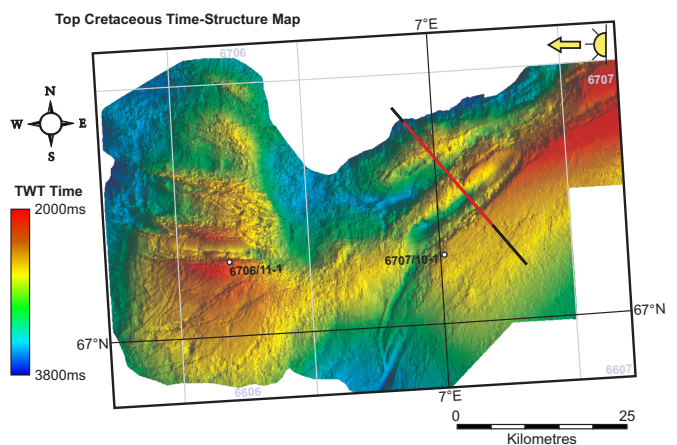 Top Cretaceous Time-Structure Map
7°E
6706
6707
N
W E
S
TWT Time
2000ms
3800ms
6706/11-1
6707/10-1
67°N
67°N
6606
6607
7°E
0 25
Kilometres